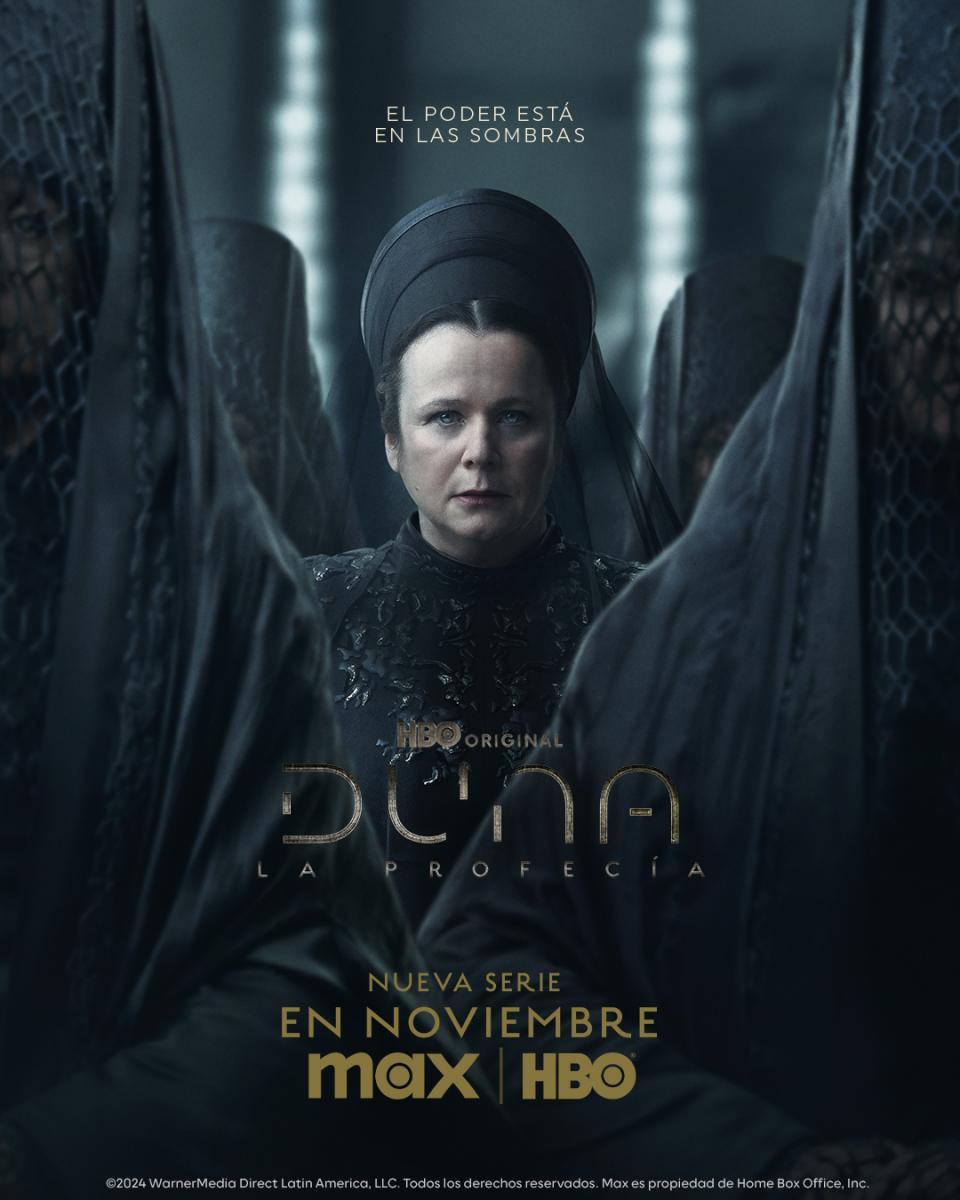 EL PODER ESTÁ
EN LAS SOMBRAS
HBO ORIGINAL
DUNA
LA PROFECÍA
NUEVA SERIE
EN NOVIEMBRE
max | HBO®
©2024 WarnerMedia Direct Latin America, LLC. Todos los derechos reservados. Max es propiedad de Home Box Office, Inc.